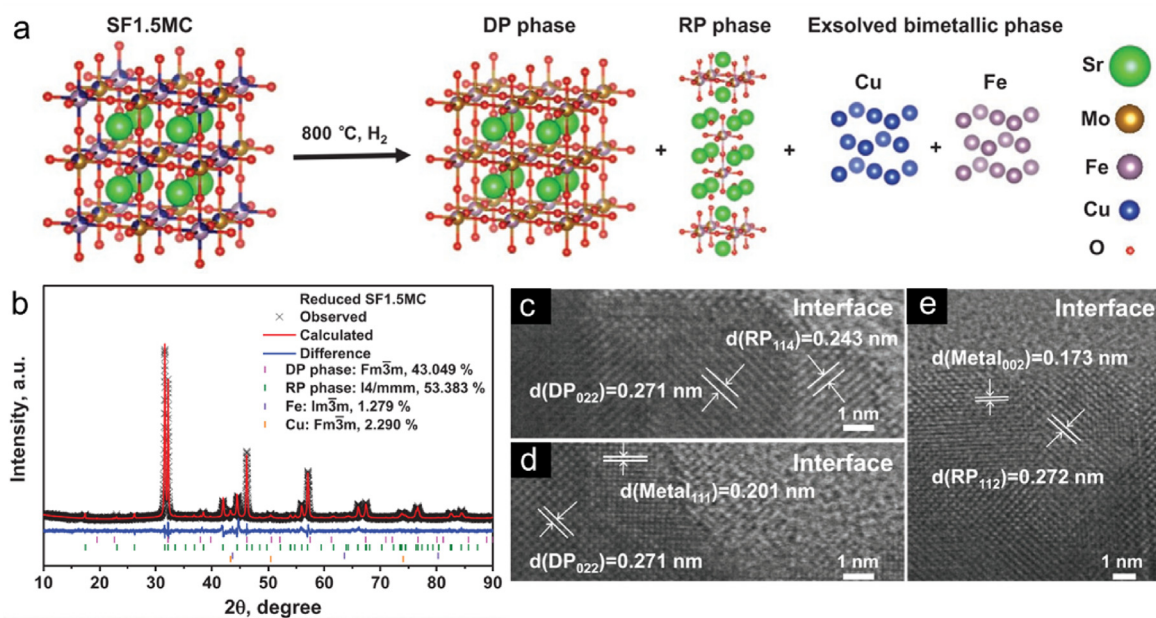 a
SF1.5MC
DP phase
RP phase
Exsolved bimetallic phase
Cu
Fe
800 °C, H₂
+
+
+
Sr
Mo
Fe
Cu
O
b
Intensity, a.u.
Reduced SF1.5MC
Observed
Calculated
Difference
DP phase: Fm3̅m, 43.049 %
RP phase: I4/mmm, 53.383 %
Fe: Im3̅m, 1.279 %
Cu: Fm3̅m, 2.290 %
10 20 30 40 50 60 70 80 90
2θ, degree
c
Interface
d(RP₁₁₄)=0.243 nm
d(DP₀₂₂)=0.271 nm
1 nm
d
Interface
d(Metal₁₁₁)=0.201 nm
d(DP₀₂₂)=0.271 nm
1 nm
e
Interface
d(Metal₀₀₂)=0.173 nm
d(RP₁₁₂)=0.272 nm
1 nm